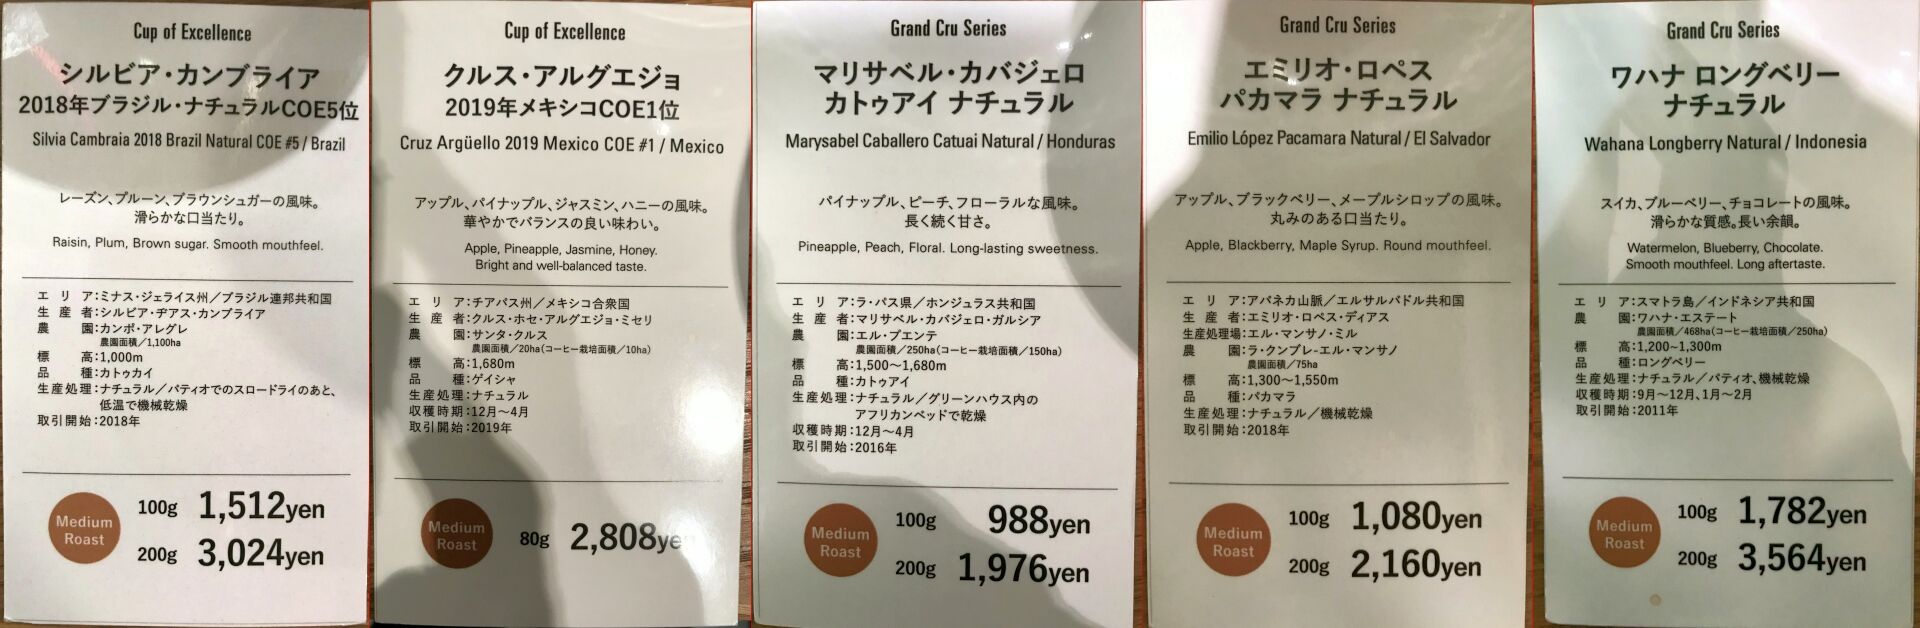 Cup of Excellence
シルビア・カンブライア
2018年ブラジル・ナチュラルCOE5位
Silvia Cambraia 2018 Brazil Natural COE #5 / Brazil
レーズン、プルーン、ブラウンシュガーの風味。
滑らかな口当たり。
Raisin, Plum, Brown sugar. Smooth mouthfeel.
エリア:ミナス・ジェライス州／ブラジル連邦共和国
生産者:シルビア・ヂアス・カンブライア
農園:カンポ・アレグレ
農園面積／1,100ha
標高:1,000m
品種:カトゥカイ
生産処理:ナチュラル／パティオでのスロードライのあと、
低温で機械乾燥
取引開始:2018年
Medium
Roast
100g 1,512yen
200g 3,024yen
Cup of Excellence
クルス・アルグエジョ
2019年メキシコCOE1位
Cruz Argüello 2019 Mexico COE #1 / Mexico
アップル、パイナップル、ジャスミン、ハニーの風味。
華やかでバランスの良い味わい。
Apple, Pineapple, Jasmine, Honey.
Bright and well-balanced taste.
エリア:チアパス州／メキシコ合衆国
生産者:クルス・ホセ・アルグエジョ・ミセリ
農園:サンタ・クルス
農園面積／20ha(コーヒー栽培面積／10ha)
標高:1,680m
品種:ゲイシャ
生産処理:ナチュラル
収穫時期:12月〜4月
取引開始:2019年
Medium
Roast
80g 2,808yen
Grand Cru Series
マリサベル・カバジェロ
カトゥアイ ナチュラル
Marysabel Caballero Catuai Natural / Honduras
パイナップル、ピーチ、フローラルな風味。
長く続く甘さ。
Pineapple, Peach, Floral. Long-lasting sweetness.
エリア:ラ・パス県／ホンジュラス共和国
生産者:マリサベル・カバジェロ・ガルシア
農園:エル・プエンテ
農園面積／250ha(コーヒー栽培面積／150ha)
標高:1,500〜1,680m
品種:カトゥアイ
生産処理:ナチュラル／グリーンハウス内の
アフリカンベッドで乾燥
収穫時期:12月〜4月
取引開始:2016年
Medium
Roast
100g 988yen
200g 1,976yen
Grand Cru Series
エミリオ・ロペス
パカマラ ナチュラル
Emilio López Pacamara Natural / El Salvador
アップル、ブラックベリー、メープルシロップの風味。
丸みのある口当たり。
Apple, Blackberry, Maple Syrup. Round mouthfeel.
エリア:アパネカ山脈／エルサルバドル共和国
生産者:エミリオ・ロペス・ディアス
生産処理場:エル・マンサノ・ミル
農園:ラ・クンブレ-エル・マンサノ
農園面積／75ha
標高:1,300〜1,550m
品種:パカマラ
生産処理:ナチュラル／機械乾燥
取引開始:2018年
Medium
Roast
100g 1,080yen
200g 2,160yen
Grand Cru Series
ワハナ ロングベリー
ナチュラル
Wahana Longberry Natural / Indonesia
スイカ、ブルーベリー、チョコレートの風味。
滑らかな質感。長い余韻。
Watermelon, Blueberry, Chocolate.
Smooth mouthfeel. Long aftertaste.
エリア:スマトラ島／インドネシア共和国
農園:ワハナ・エステート
農園面積／468ha(コーヒー栽培面積／250ha)
標高:1,200〜1,300m
品種:ロングベリー
生産処理:ナチュラル／パティオ、機械乾燥
収穫時期:9月〜12月、1月〜2月
取引開始:2011年
Medium
Roast
100g 1,782yen
200g 3,564yen